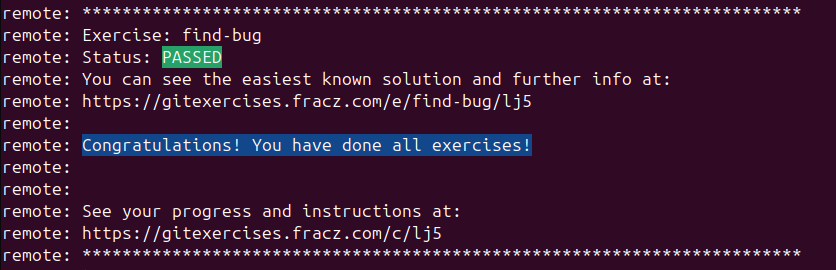 remote: ************************************************************************
remote: Exercise: find-bug
remote: Status: PASSED
remote: You can see the easiest known solution and further info at:
remote: https://gitexercises.fracz.com/e/find-bug/lj5
remote:
remote: Congratulations! You have done all exercises!
remote:
remote:
remote: See your progress and instructions at:
remote: https://gitexercises.fracz.com/c/lj5
remote: ************************************************************************